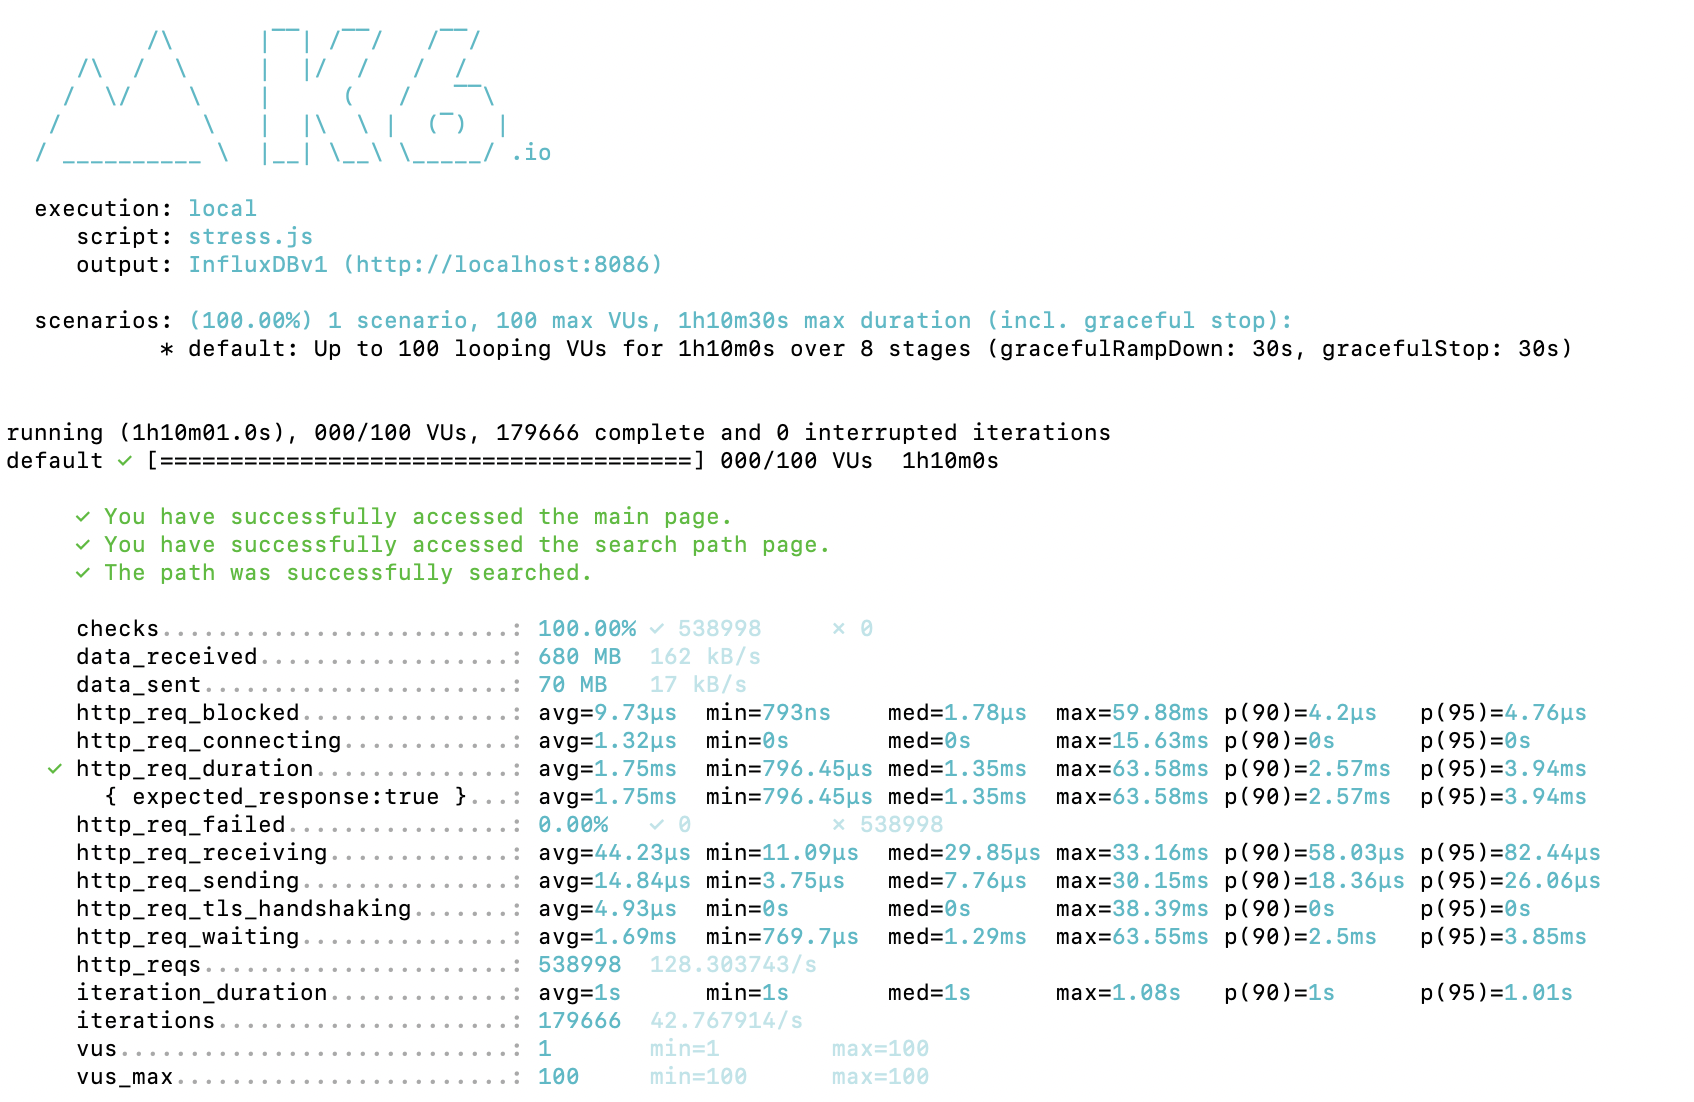 /\      |‾‾| /‾‾/   /‾‾/
     /\  /  \     |  |/  /   /  /
    /  \/    \    |     (   /   ‾‾\
   /          \   |  |\  \ |  (‾)  |
  / __________ \  |__| \__\ \_____/ .io

  execution: local
     script: stress.js
     output: InfluxDBv1 (http://localhost:8086)

  scenarios: (100.00%) 1 scenario, 100 max VUs, 1h10m30s max duration (incl. graceful stop):
           * default: Up to 100 looping VUs for 1h10m0s over 8 stages (gracefulRampDown: 30s, gracefulStop: 30s)

running (1h10m01.0s), 000/100 VUs, 179666 complete and 0 interrupted iterations
default ✓ [======================================] 000/100 VUs  1h10m0s

     ✓ You have successfully accessed the main page.
     ✓ You have successfully accessed the search path page.
     ✓ The path was successfully searched.

     checks.........................: 100.00% ✓ 538998     ✗ 0
     data_received..................: 680 MB  162 kB/s
     data_sent......................: 70 MB   17 kB/s
     http_req_blocked...............: avg=9.73µs  min=793ns    med=1.78µs  max=59.88ms p(90)=4.2µs   p(95)=4.76µs
     http_req_connecting............: avg=1.32µs  min=0s       med=0s      max=15.63ms p(90)=0s      p(95)=0s
   ✓ http_req_duration..............: avg=1.75ms  min=796.45µs med=1.35ms  max=63.58ms p(90)=2.57ms  p(95)=3.94ms
       { expected_response:true }...: avg=1.75ms  min=796.45µs med=1.35ms  max=63.58ms p(90)=2.57ms  p(95)=3.94ms
     http_req_failed................: 0.00%   ✓ 0          ✗ 538998
     http_req_receiving.............: avg=44.23µs min=11.09µs  med=29.85µs max=33.16ms p(90)=58.03µs p(95)=82.44µs
     http_req_sending...............: avg=14.84µs min=3.75µs   med=7.76µs  max=30.15ms p(90)=18.36µs p(95)=26.06µs
     http_req_tls_handshaking.......: avg=4.93µs  min=0s       med=0s      max=38.39ms p(90)=0s      p(95)=0s
     http_req_waiting...............: avg=1.69ms  min=769.7µs  med=1.29ms  max=63.55ms p(90)=2.5ms   p(95)=3.85ms
     http_reqs......................: 538998  128.303743/s
     iteration_duration.............: avg=1s      min=1s       med=1s      max=1.08s   p(90)=1s      p(95)=1.01s
     iterations.....................: 179666  42.767914/s
     vus............................: 1       min=1        max=100
     vus_max........................: 100     min=100      max=100